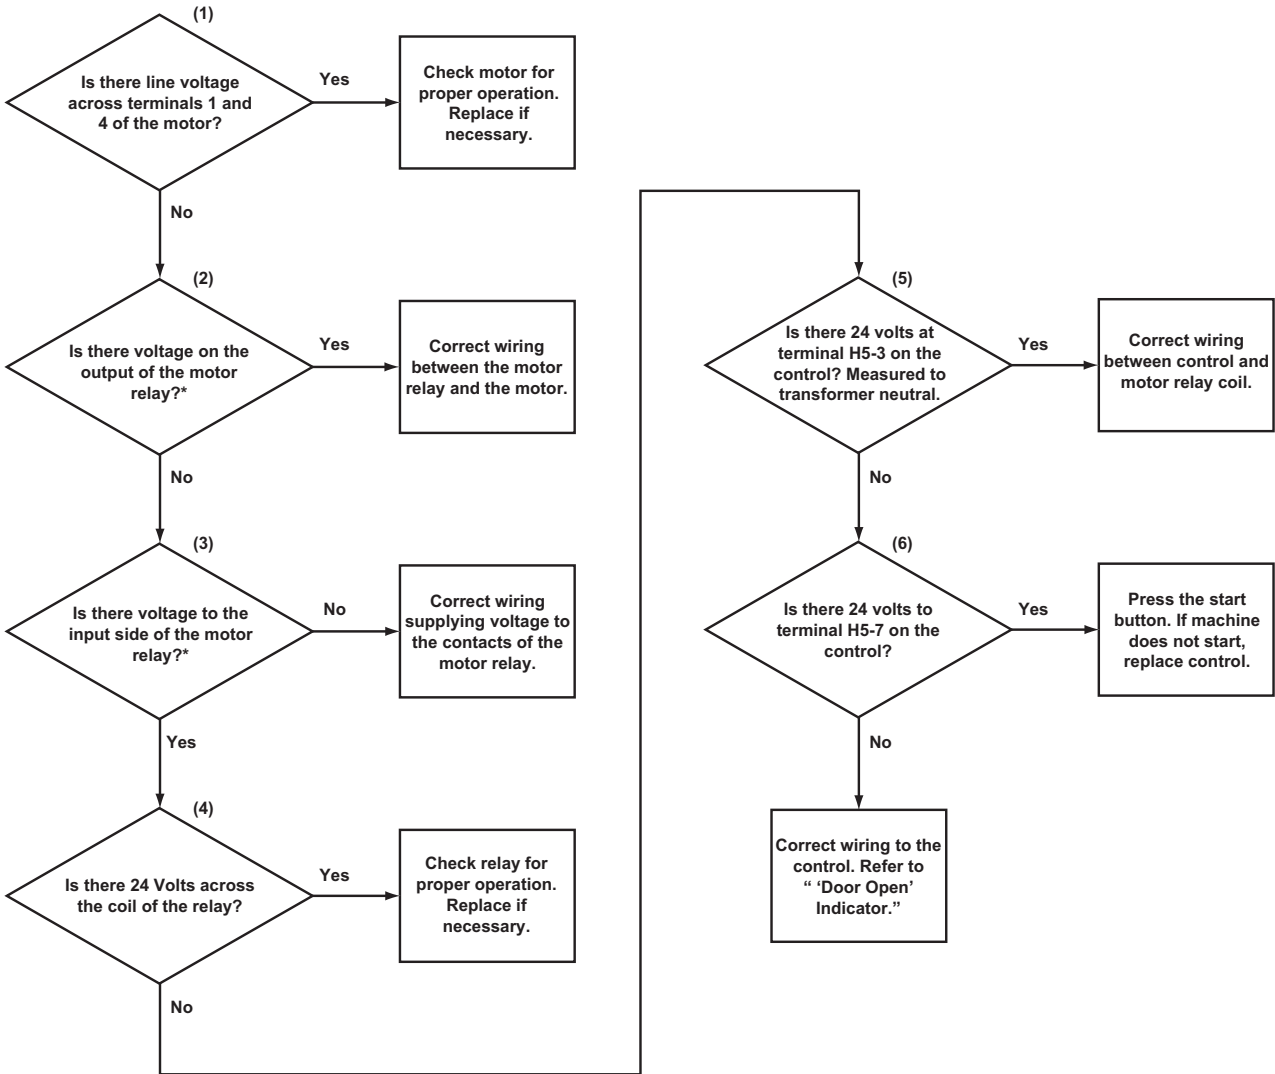 (1)
Is there line voltage
across terminals 1 and
4 of the motor?
Yes
Check motor for
proper operation.
Replace if
necessary.
No
(2)
Is there voltage on the
output of the motor
relay?*
Yes
Correct wiring
between the motor
relay and the motor.
No
(3)
Is there voltage to the
input side of the motor
relay?*
No
Correct wiring
supplying voltage to
the contacts of the
motor relay.
Yes
(4)
Is there 24 Volts across
the coil of the relay?
Yes
Check relay for
proper operation.
Replace if
necessary.
No
(5)
Is there 24 volts at
terminal H5-3 on the
control? Measured to
transformer neutral.
Yes
Correct wiring
between control and
motor relay coil.
No
(6)
Is there 24 volts to
terminal H5-7 on the
control?
Yes
Press the start
button. If machine
does not start,
replace control.
No
Correct wiring to the
control. Refer to
“ ‘Door Open’
Indicator.”